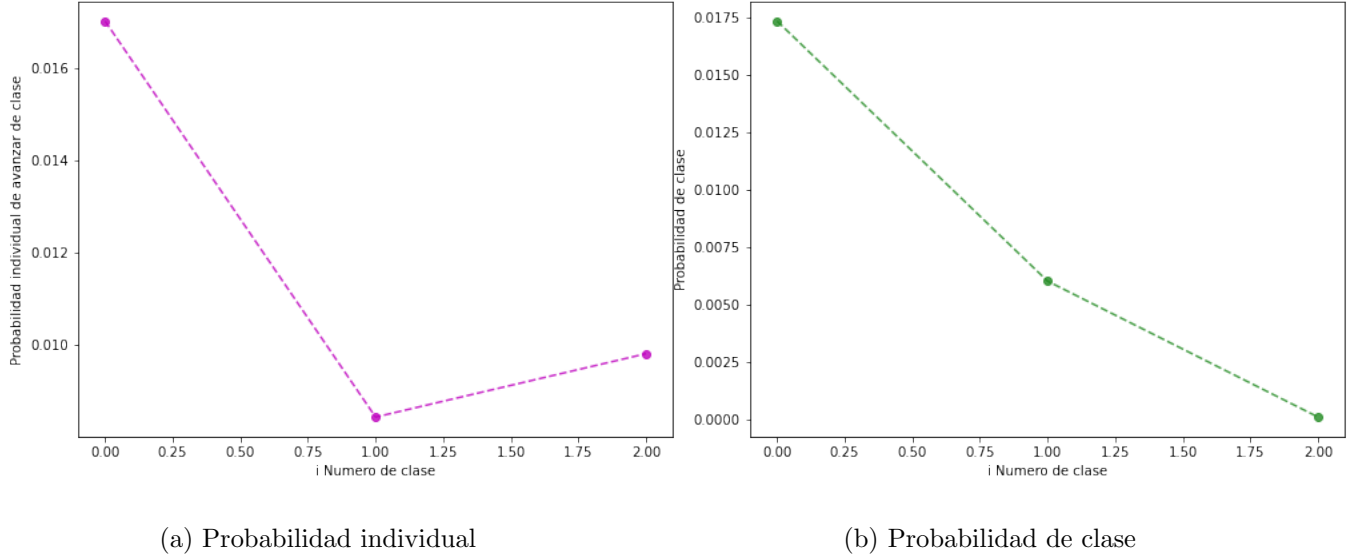 Probabilidad individual de avanzar de clase
0.016
0.014
0.012
0.010
0.00 0.25 0.50 0.75 1.00 1.25 1.50 1.75 2.00
i Numero de clase
(a) Probabilidad individual
Probabilidad de clase
0.0175
0.0150
0.0125
0.0100
0.0075
0.0050
0.0025
0.0000
0.00 0.25 0.50 0.75 1.00 1.25 1.50 1.75 2.00
i Numero de clase
(b) Probabilidad de clase